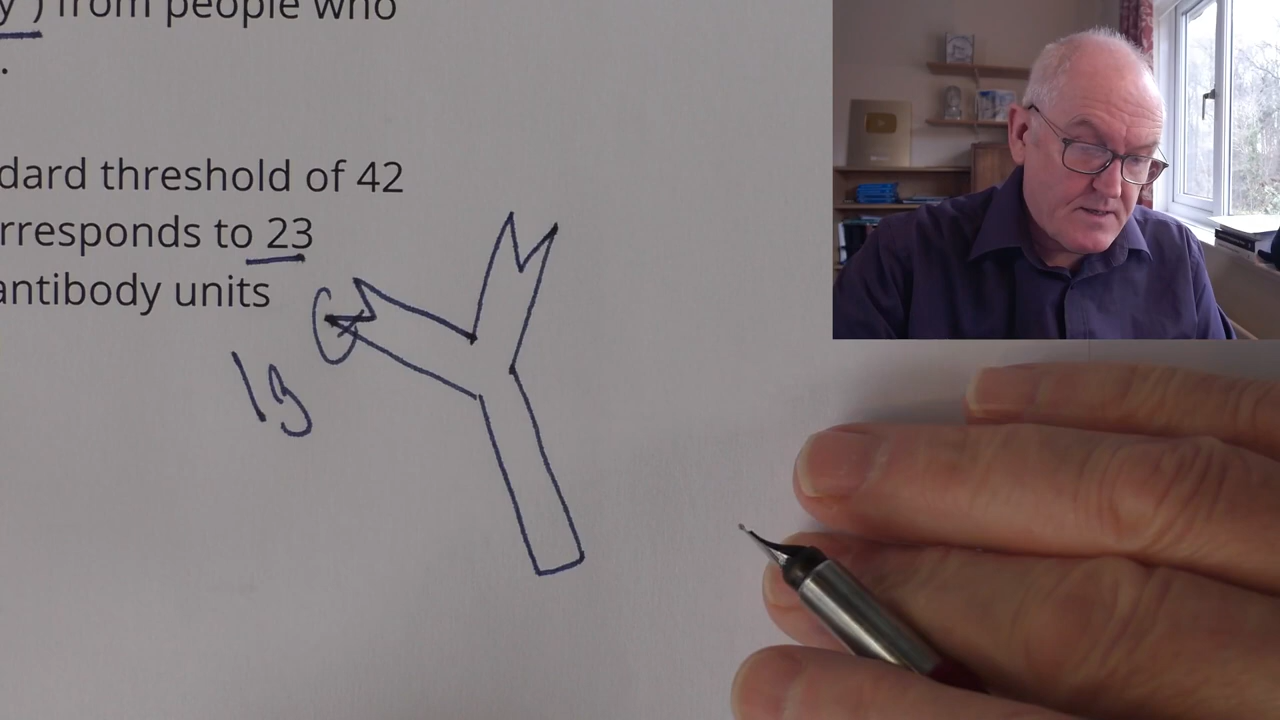 y") from people who
.
dard threshold of 42
rresponds to 23
antibody units
Ig